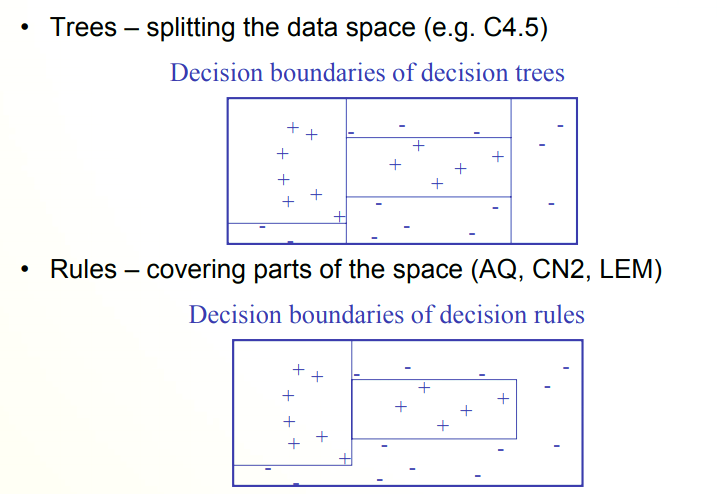 • Trees – splitting the data space (e.g. C4.5)
Decision boundaries of decision trees
• Rules – covering parts of the space (AQ, CN2, LEM)
Decision boundaries of decision rules